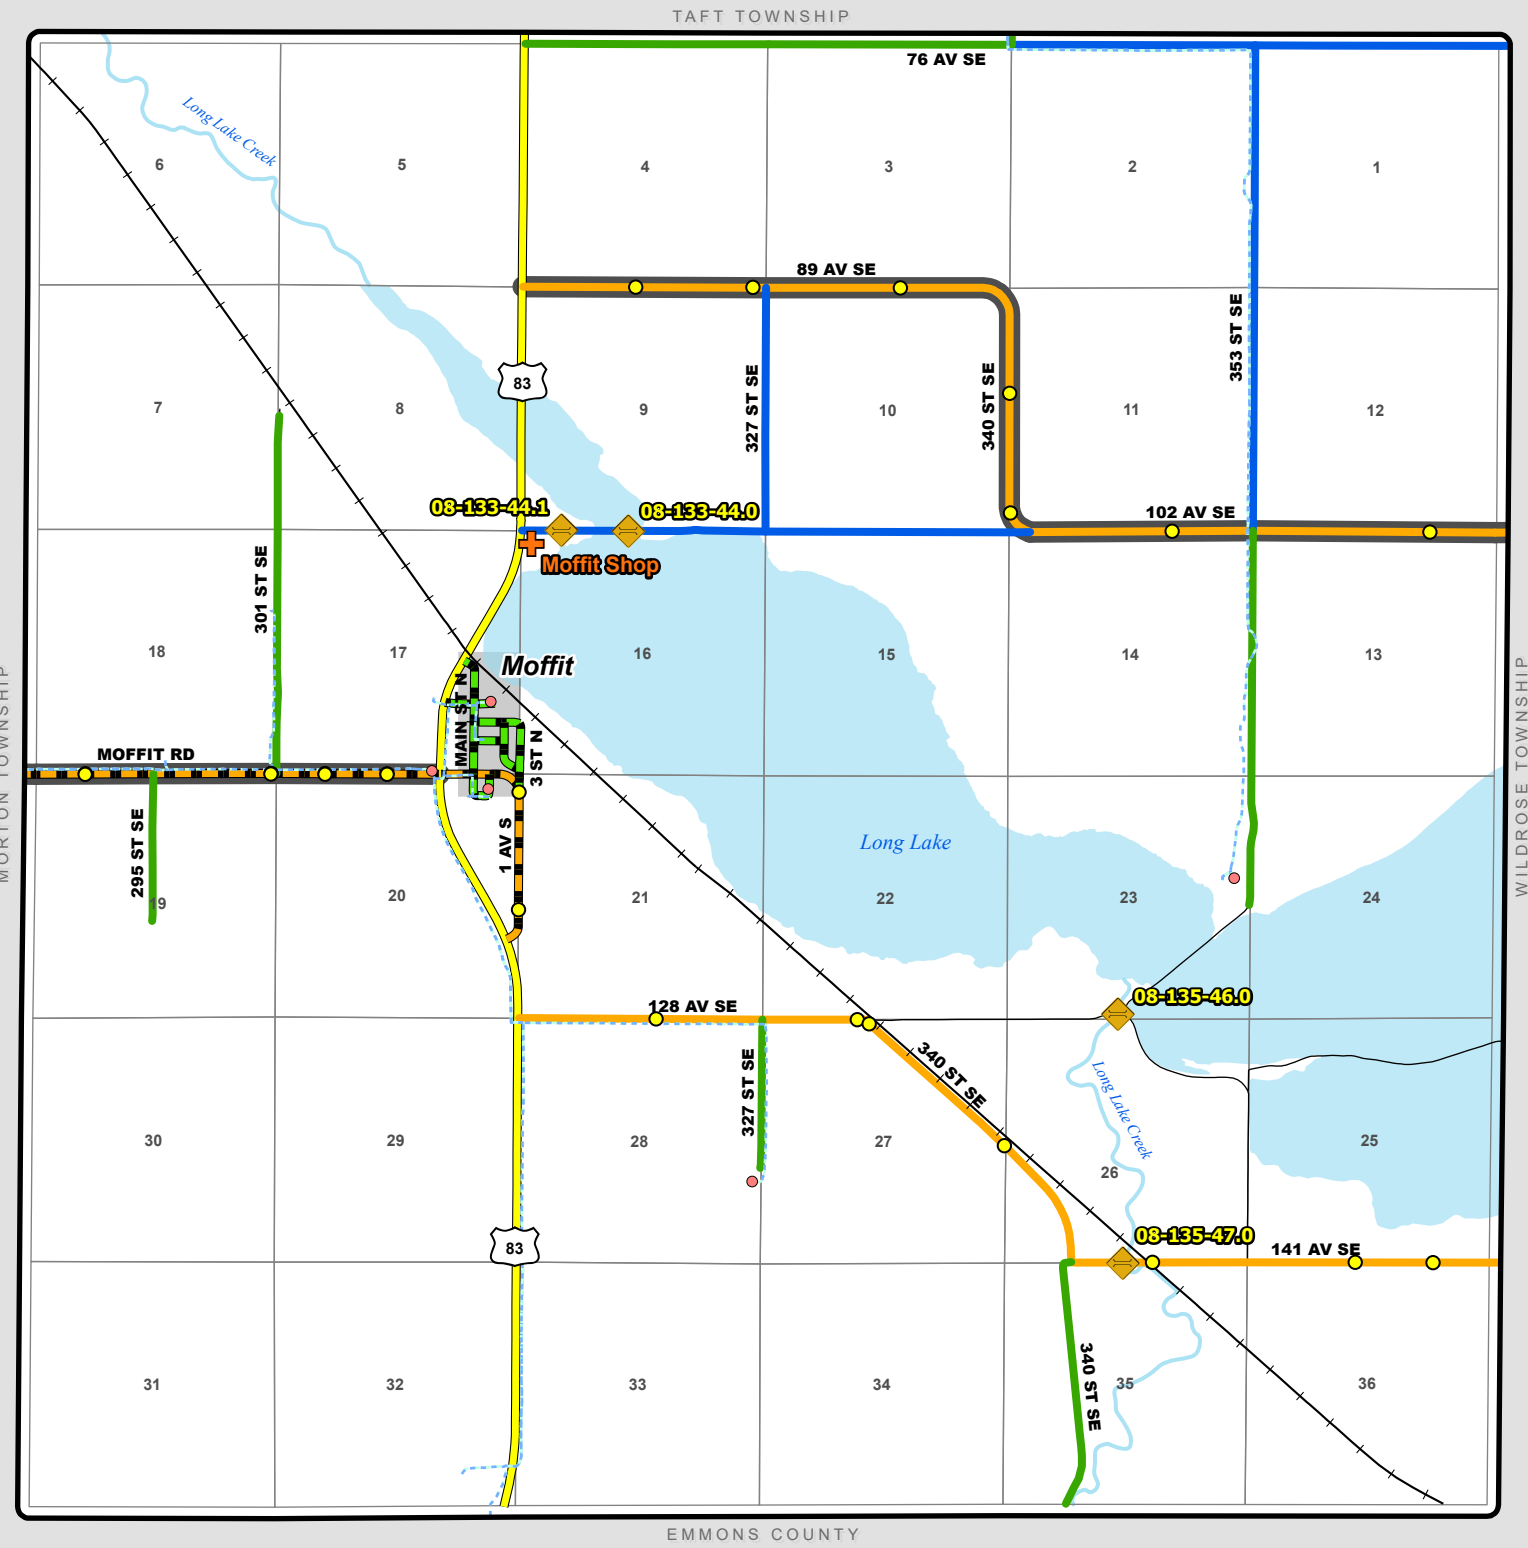 TAFT TOWNSHIP
76 AV SE
Long Lake Creek
6
5
4
3
2
1
89 AV SE
353 ST SE
83
327 ST SE
340 ST SE
7
8
9
10
11
12
08-133-44.1
08-133-44.0
102 AV SE
Moffit Shop
301 ST SE
18
17
Moffit
16
15
14
13
MORTON TOWNSHIP
WILDROSE TOWNSHIP
MAIN ST N
3 ST N
MOFFIT RD
295 ST SE
1 AV S
Long Lake
19
20
21
22
23
24
128 AV SE
08-135-46.0
327 ST SE
340 ST SE
Long Lake Creek
30
29
28
27
26
25
83
08-135-47.0
141 AV SE
340 ST SE
31
32
33
34
35
36
EMMONS COUNTY